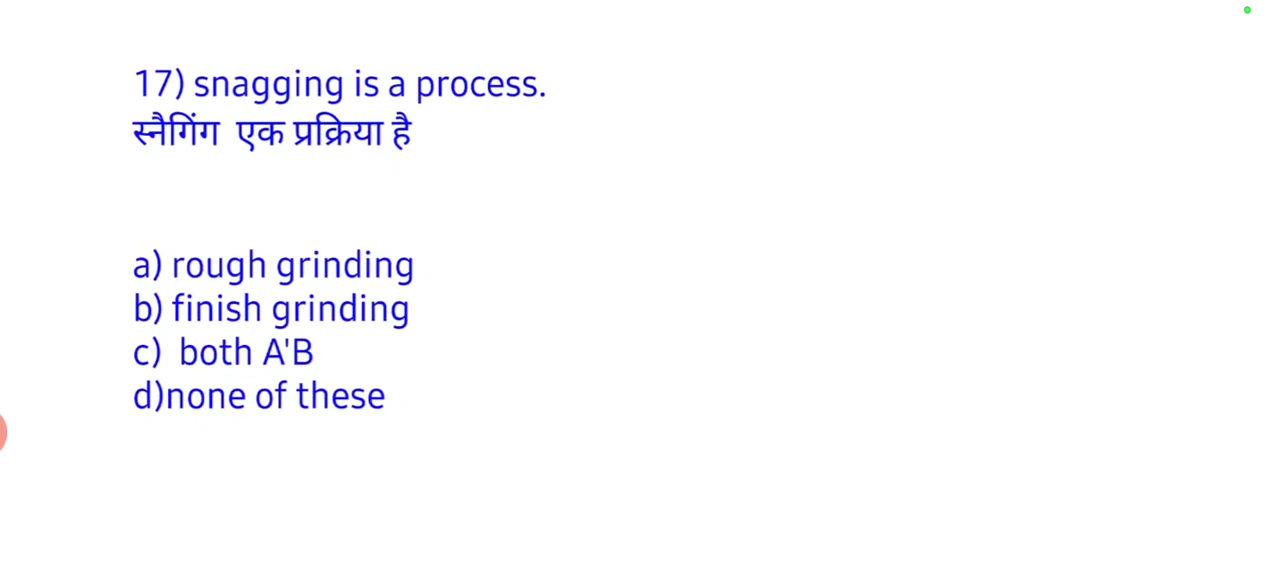 17) snagging is a process.
स्नैगिंग एक प्रक्रिया है
a) rough grinding
b) finish grinding
c) both A'B
d)none of these